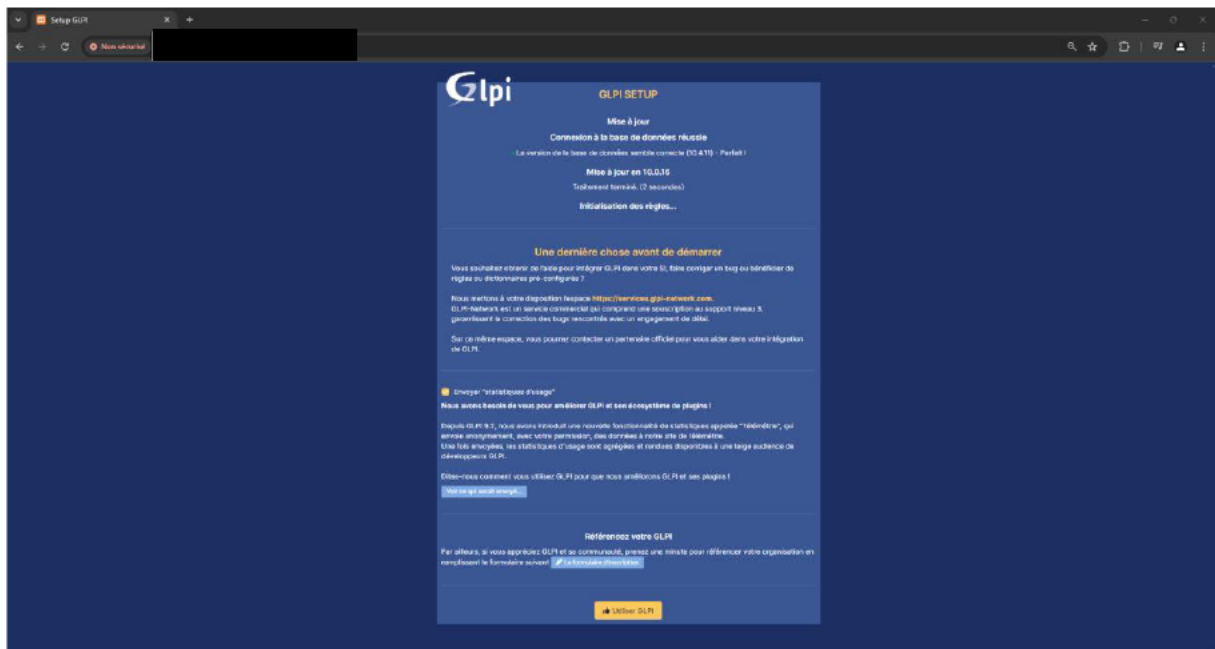 Setup GLPI
Non sécurisé
Glpi
GLPI SETUP
Mise à jour
Connexion à la base de données réussie
La version de la base de données semble correcte (10.4.11) - Parfait !
Mise à jour en 10.0.16
Traitement terminé. (2 secondes)
Initialisation des règles...
Une dernière chose avant de démarrer
Vous souhaitez obtenir de l'aide pour intégrer GLPI dans votre SI, faire corriger un bug ou bénéficier de
règles ou dictionnaires pré-configurés ?
Nous mettons à votre disposition l'espace https://services.glpi-network.com.
GLPI-Network est un service commercial qui comprend une souscription au support niveau 3,
garantissant la correction des bugs rencontrés avec un engagement de délai.
Sur ce même espace, vous pourrez contacter un partenaire officiel pour vous aider dans votre intégration
de GLPI.
Envoyer "statistiques d'usage"
Nous avons besoin de vous pour améliorer GLPI et son écosystème de plugins !
Depuis GLPI 9.2, nous avons introduit une nouvelle fonctionnalité de statistiques appelée "Télémétrie", qui
envoie anonymement, avec votre permission, des données à notre site de télémétrie.
Une fois envoyées, les statistiques d'usage sont agrégées et rendues disponibles à une large audience de
développeurs GLPI.
Dites-nous comment vous utilisez GLPI pour que nous améliorons GLPI et ses plugins !
Voir ce qui serait envoyé...
Référencez votre GLPI
Par ailleurs, si vous appréciez GLPI et sa communauté, prenez une minute pour référencer votre organisation en
remplissant le formulaire suivant Le formulaire d'inscription
Utiliser GLPI